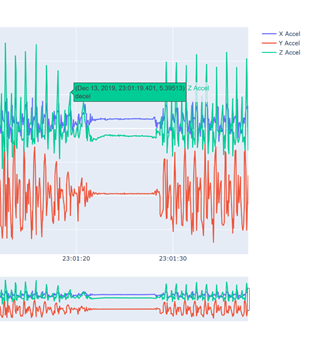 X Accel
Y Accel
Z Accel
(Dec 13, 2019, 23:01:19.401, 5.39513) Z Accel
decel
23:01:20
23:01:30